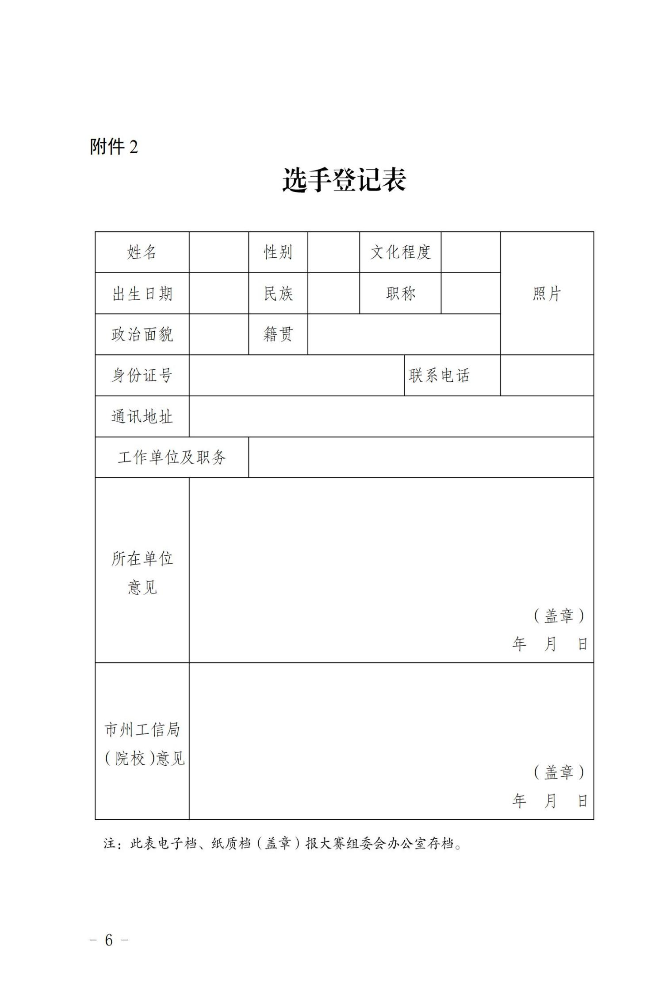 附件 2
选手登记表
姓名 性别 文化程度 照片
出生日期 民族 职称
政治面貌 籍贯
身份证号 联系电话
通讯地址
工作单位及职务
所在单位
意见
（盖章）
年 月 日
市州工信局
（院校）意见
（盖章）
年 月 日
注：此表电子档、纸质档（盖章）报大赛组委会办公室存档。
- 6 -